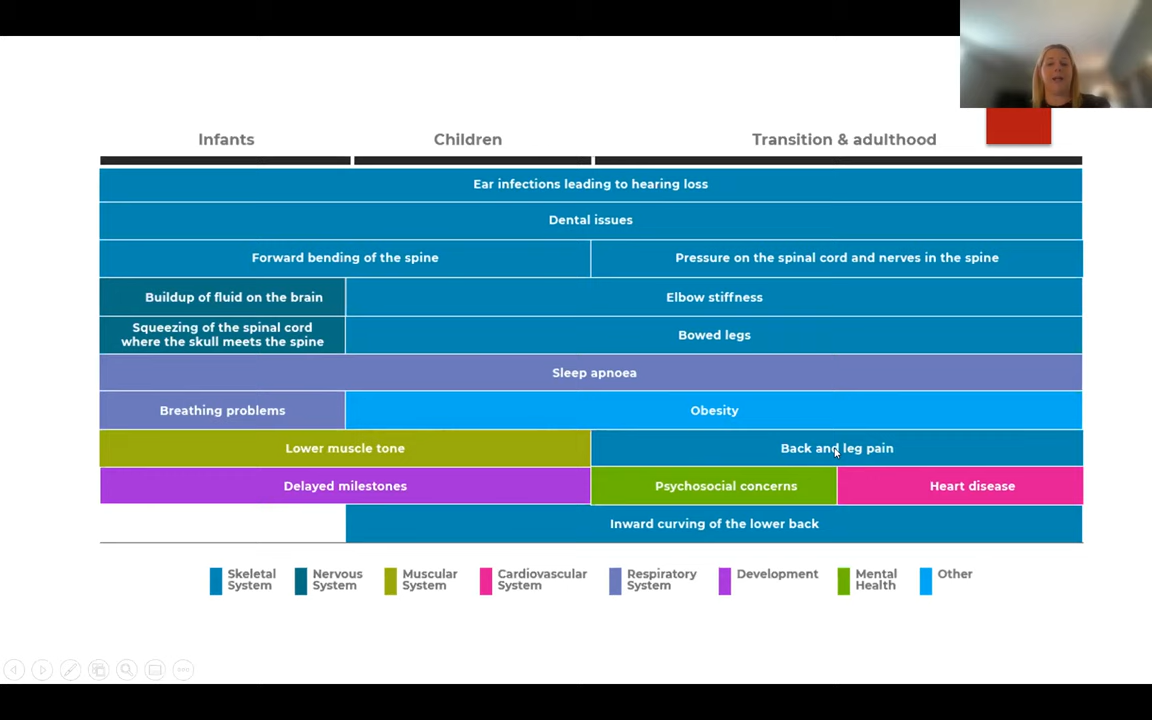 Infants
Children
Transition & adulthood
Ear infections leading to hearing loss
Dental issues
Forward bending of the spine
Pressure on the spinal cord and nerves in the spine
Buildup of fluid on the brain
Elbow stiffness
Squeezing of the spinal cord
where the skull meets the spine
Bowed legs
Sleep apnoea
Breathing problems
Obesity
Lower muscle tone
Back and leg pain
Delayed milestones
Psychosocial concerns
Heart disease
Inward curving of the lower back
Skeletal
System
Nervous
System
Muscular
System
Cardiovascular
System
Respiratory
System
Development
Mental
Health
Other